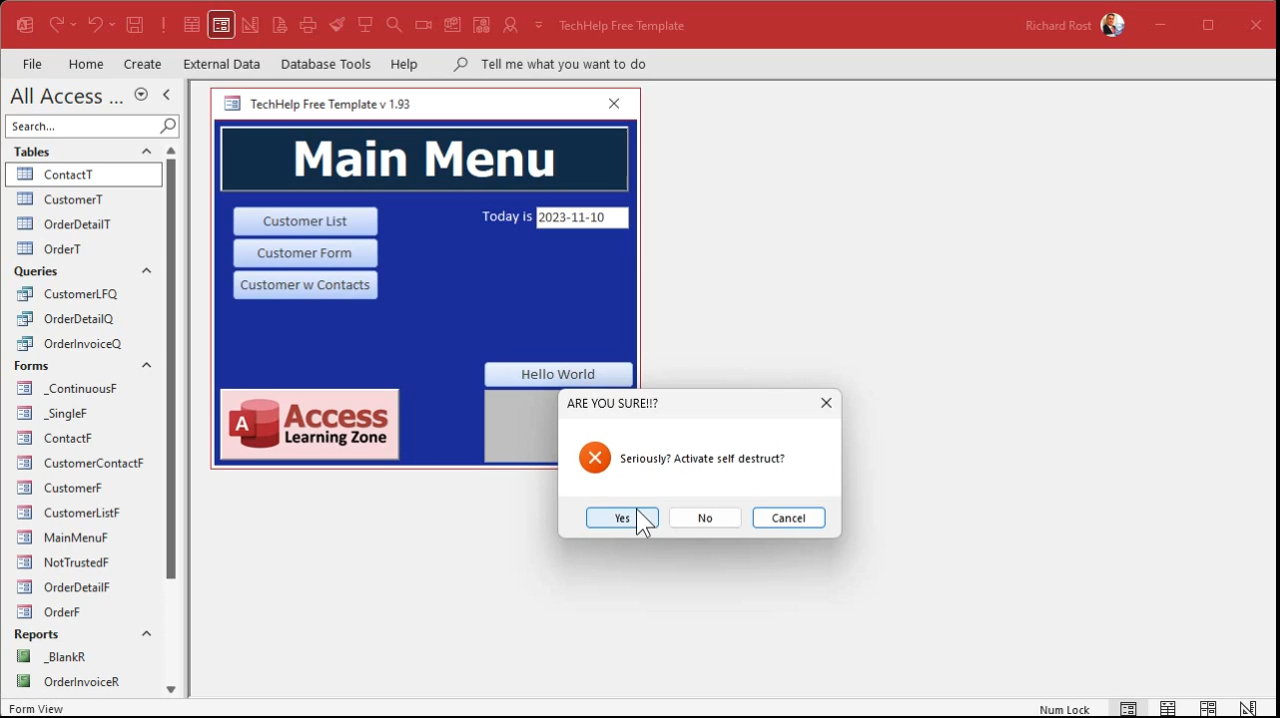 TechHelp Free Template
Richard Rost
File Home Create External Data Database Tools Help Tell me what you want to do
All Access ...
Search...
Tables
ContactT
CustomerT
OrderDetailT
OrderT
Queries
CustomerLFQ
OrderDetailQ
OrderInvoiceQ
Forms
_ContinuousF
_SingleF
ContactF
CustomerContactF
CustomerF
CustomerListF
MainMenuF
NotTrustedF
OrderDetailF
OrderF
Reports
_BlankR
OrderInvoiceR
TechHelp Free Template v 1.93
Main Menu
Customer List
Customer Form
Customer w Contacts
Today is 2023-11-10
Hello World
A Access
Learning Zone
ARE YOU SURE!!?
Seriously? Activate self destruct?
Yes No Cancel
Form View
Num Lock